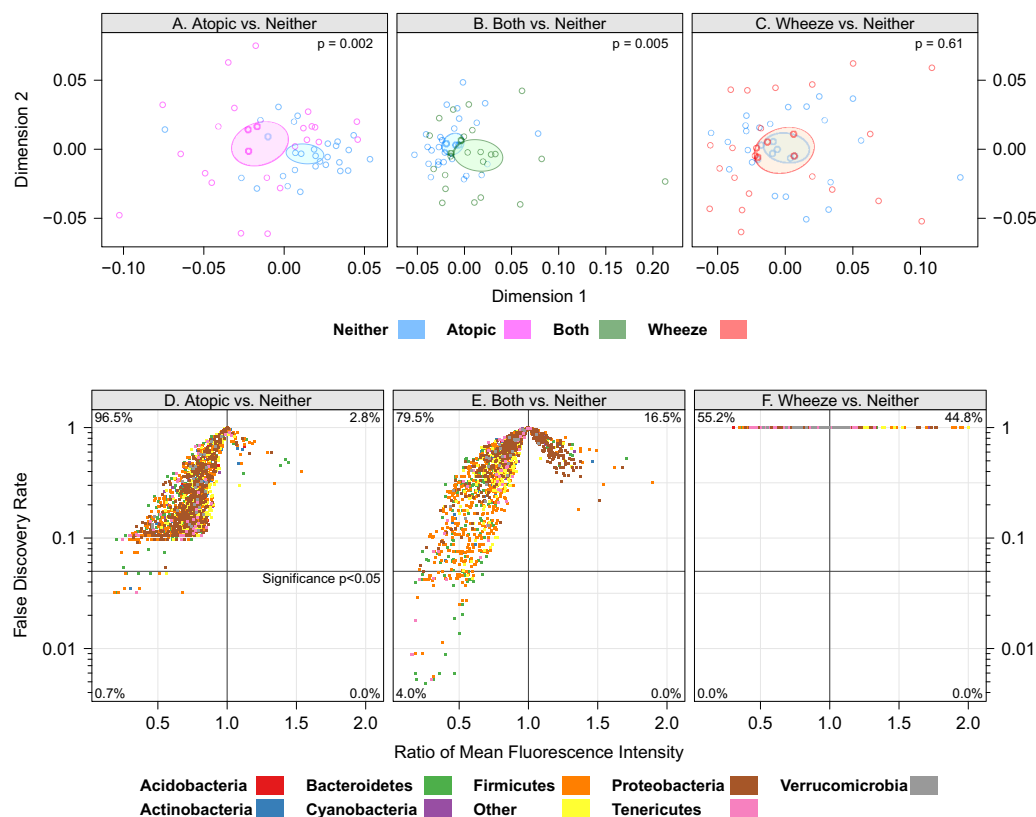 A. Atopic vs. Neither
B. Both vs. Neither
C. Wheeze vs. Neither
p = 0.002
p = 0.005
p = 0.61
Dimension 2
0.05
0.00
−0.05
0.05
0.00
−0.05
−0.10 −0.05 0.00 0.05
−0.05 0.00 0.05 0.10 0.15 0.20
−0.05 0.00 0.05 0.10
Dimension 1
Neither Atopic Both Wheeze
D. Atopic vs. Neither
E. Both vs. Neither
F. Wheeze vs. Neither
96.5% 2.8%
79.5% 16.5%
55.2% 44.8%
False Discovery Rate
1
0.1
0.01
1
0.1
0.01
Significance p<0.05
0.7% 0.0%
4.0% 0.0%
0.0% 0.0%
0.5 1.0 1.5 2.0
0.5 1.0 1.5 2.0
0.5 1.0 1.5 2.0
Ratio of Mean Fluorescence Intensity
Acidobacteria Bacteroidetes Firmicutes Proteobacteria Verrucomicrobia
Actinobacteria Cyanobacteria Other Tenericutes